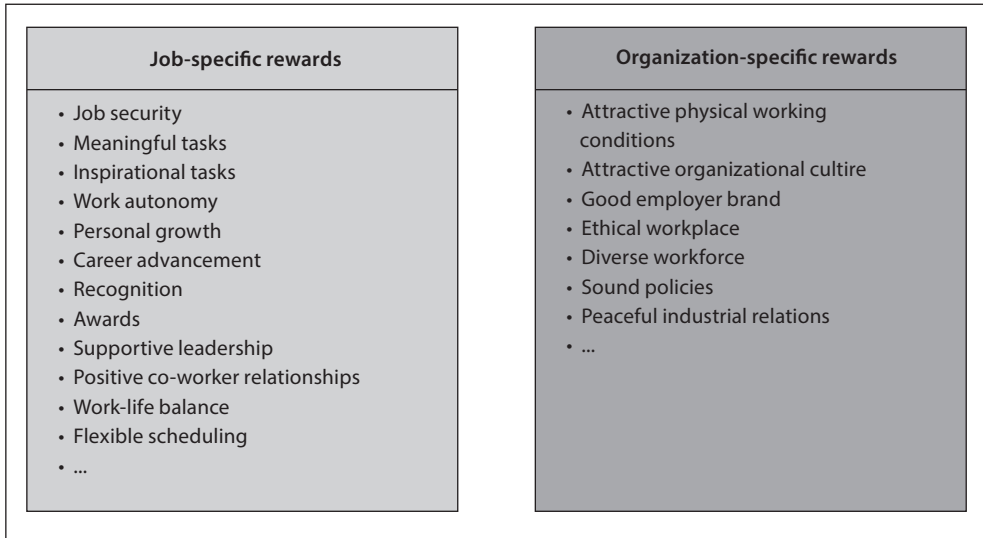 Job-specific rewards
• Job security
• Meaningful tasks
• Inspirational tasks
• Work autonomy
• Personal growth
• Career advancement
• Recognition
• Awards
• Supportive leadership
• Positive co-worker relationships
• Work-life balance
• Flexible scheduling
• ...
Organization-specific rewards
• Attractive physical working
conditions
• Attractive organizational cultire
• Good employer brand
• Ethical workplace
• Diverse workforce
• Sound policies
• Peaceful industrial relations
• ...